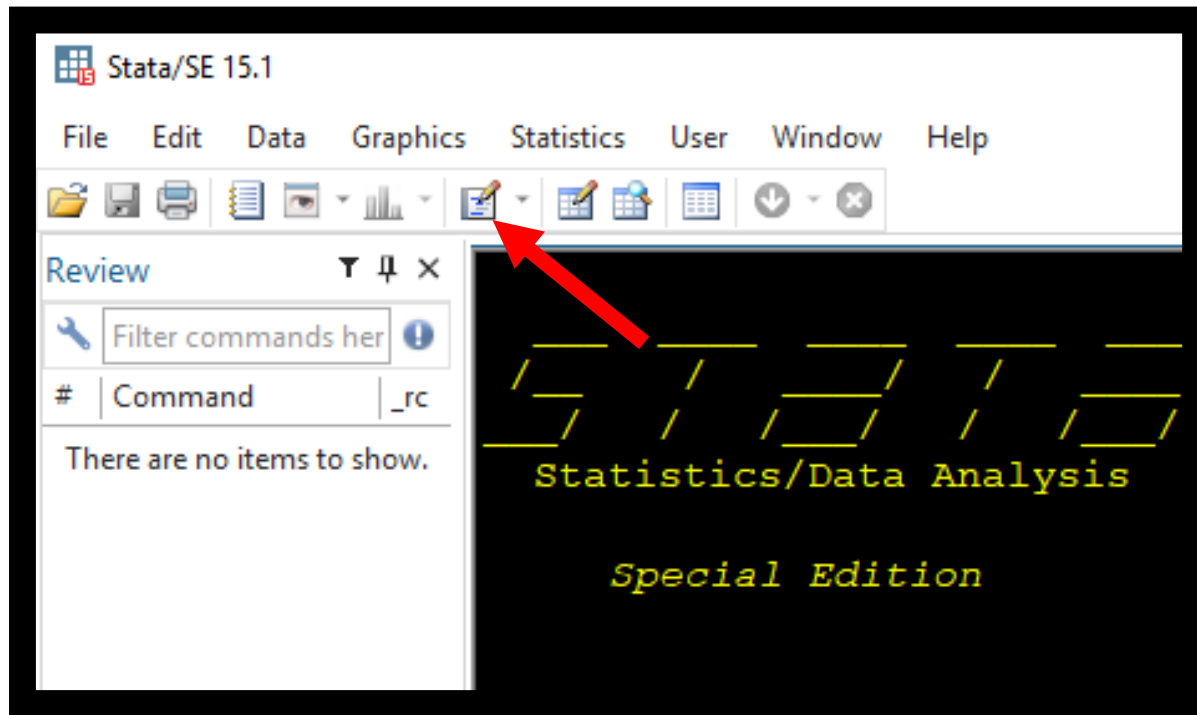 Stata/SE 15.1
File Edit Data Graphics Statistics User Window Help
Review
Filter commands her
# Command _rc
There are no items to show.
Stata
Statistics/Data Analysis
Special Edition